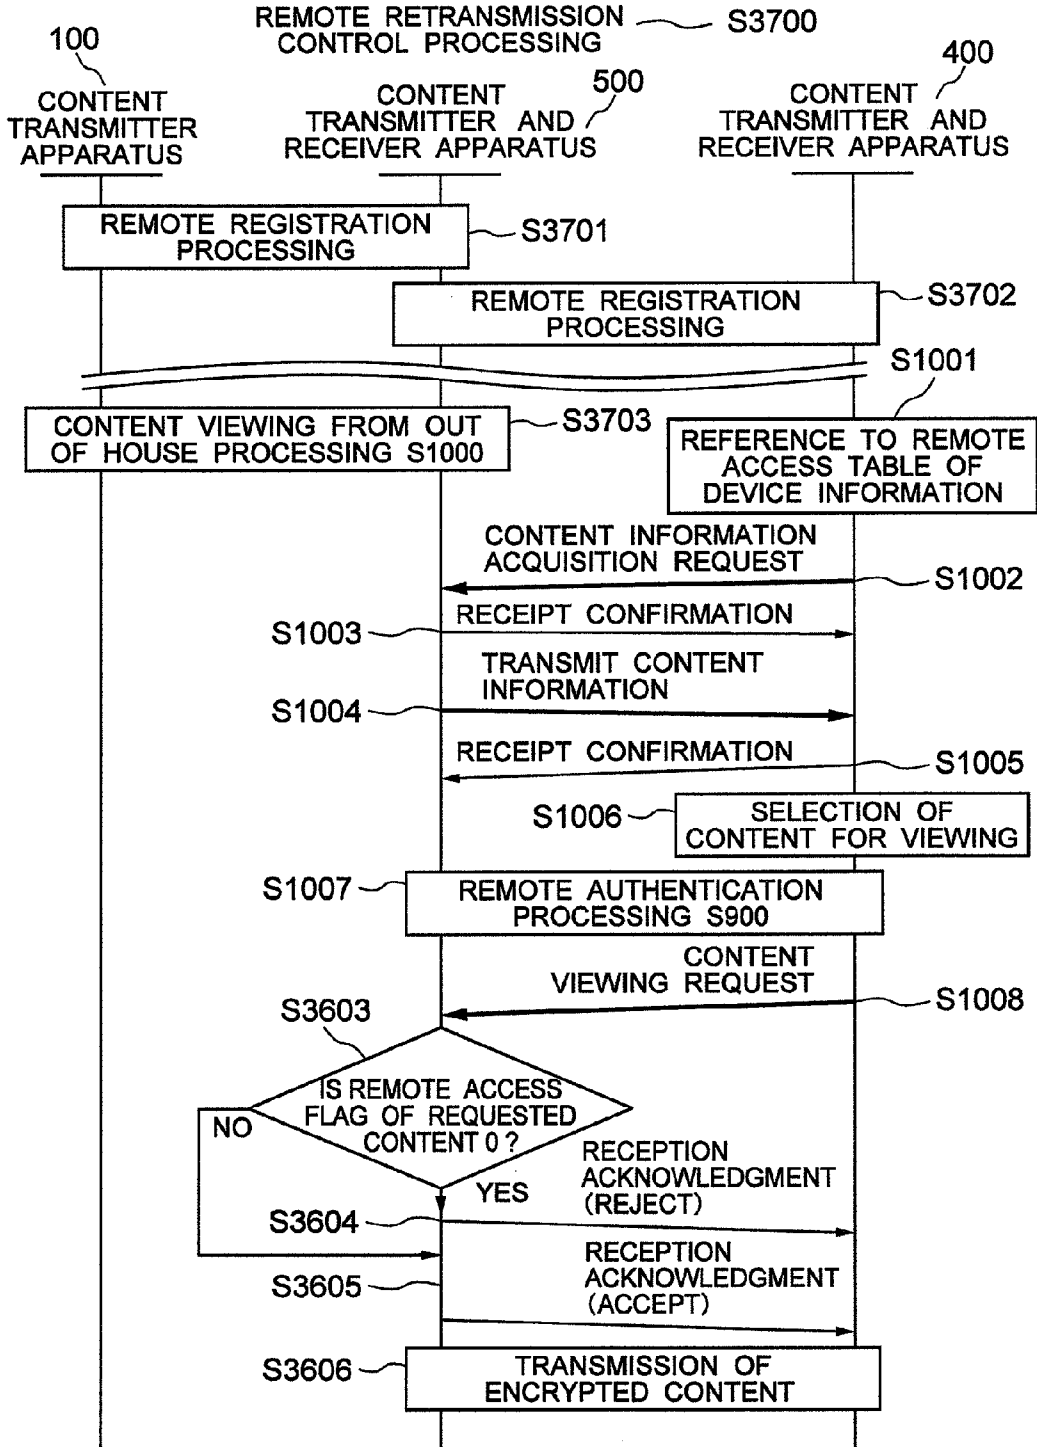 REMOTE RETRANSMISSION
CONTROL PROCESSING
S3700
100
CONTENT
TRANSMITTER
APPARATUS
500
CONTENT
TRANSMITTER AND
RECEIVER APPARATUS
400
CONTENT
TRANSMITTER AND
RECEIVER APPARATUS
REMOTE REGISTRATION
PROCESSING
S3701
REMOTE REGISTRATION
PROCESSING
S3702
S1001
CONTENT VIEWING FROM OUT
OF HOUSE PROCESSING S1000
S3703
REFERENCE TO REMOTE
ACCESS TABLE OF
DEVICE INFORMATION
CONTENT INFORMATION
ACQUISITION REQUEST
S1002
RECEIPT CONFIRMATION
S1003
TRANSMIT CONTENT
INFORMATION
S1004
RECEIPT CONFIRMATION
S1005
S1006
SELECTION OF
CONTENT FOR VIEWING
S1007
REMOTE AUTHENTICATION
PROCESSING S900
CONTENT
VIEWING REQUEST
S1008
S3603
IS REMOTE ACCESS
FLAG OF REQUESTED
CONTENT 0 ?
NO
YES
RECEPTION
ACKNOWLEDGMENT
(REJECT)
S3604
RECEPTION
ACKNOWLEDGMENT
(ACCEPT)
S3605
S3606
TRANSMISSION OF
ENCRYPTED CONTENT